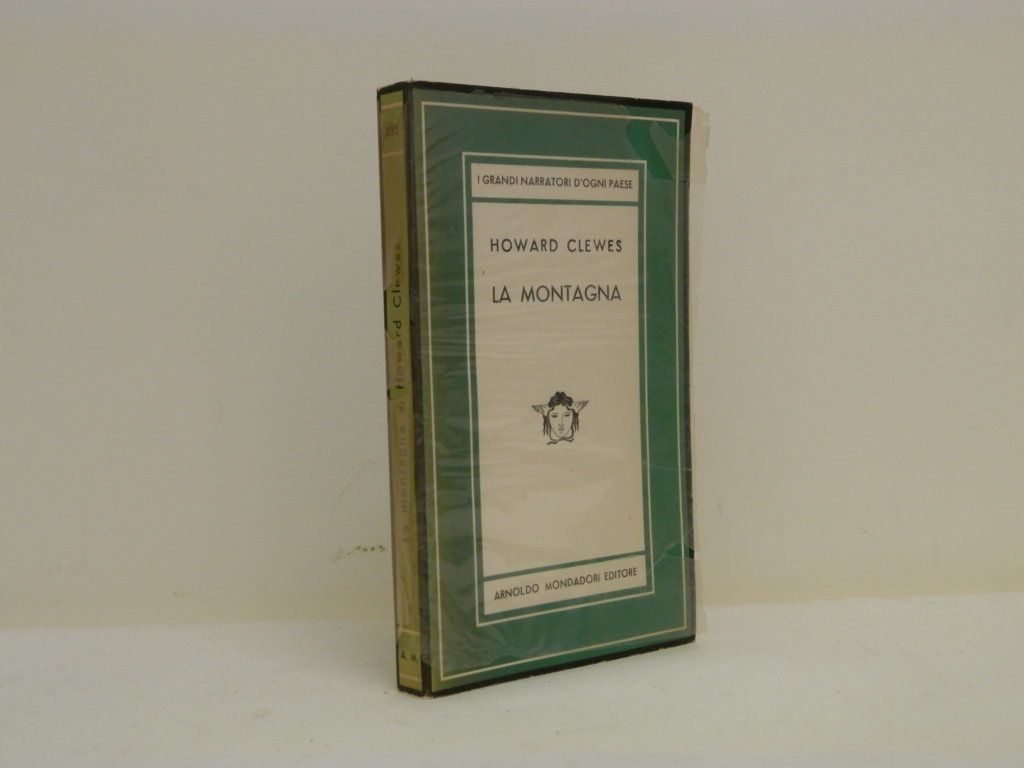 I GRANDI NARRATORI D'OGNI PAESE
HOWARD CLEWES
LA MONTAGNA
ARNOLDO MONDADORI EDITORE
La montagna di Howard Clewes
A. M.